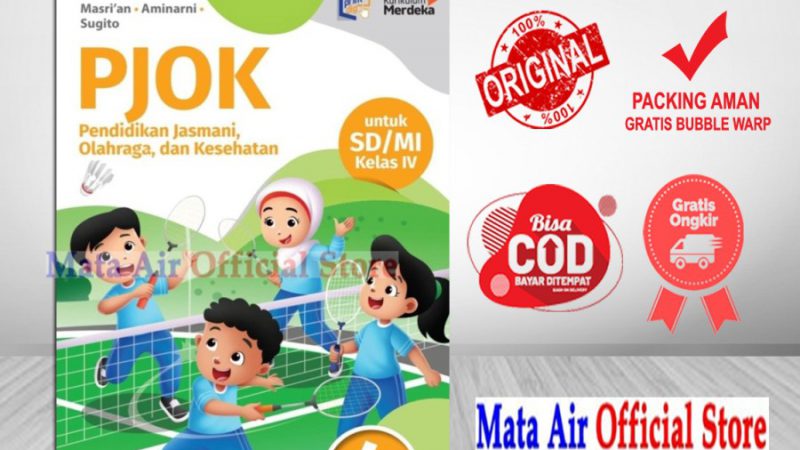 Masri'an • Aminarni •
Sugito
Kurikulum
Merdeka
PJOK
Pendidikan Jasmani,
Olahraga, dan Kesehatan
untuk
SD/MI
Kelas IV
Mata Air Official Store
100%
ORIGINAL
100%
PACKING AMAN
GRATIS BUBBLE WARP
Bisa
COD
BAYAR DITEMPAT
Gratis
Ongkir
Mata Air Official Store